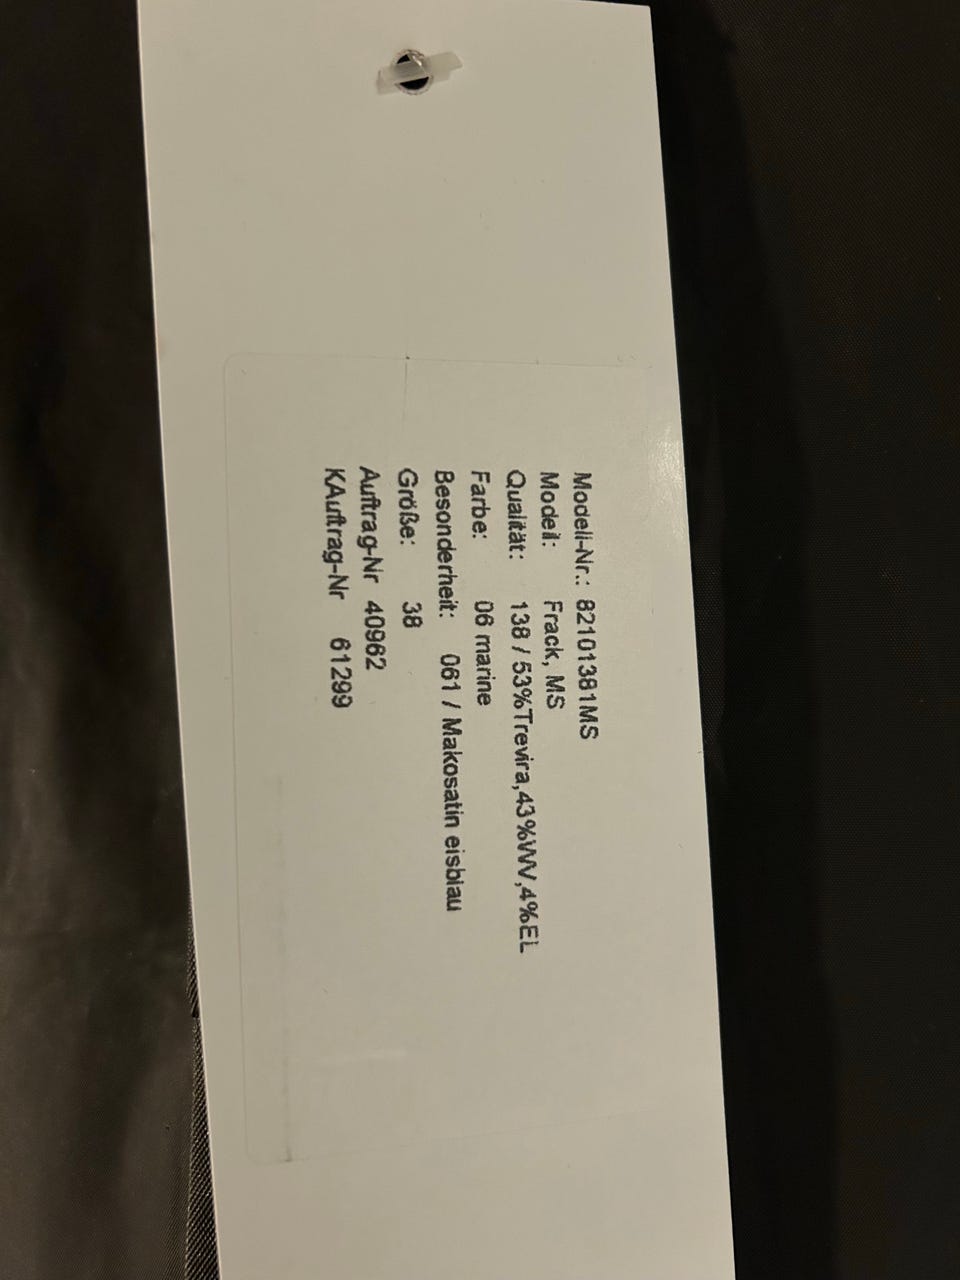 Modell-Nr.: 82101381MS
Modell: Frack, MS
Qualität: 138 / 53%Trevira,43%WV,4%EL
Farbe: 06 marine
Besonderheit: 061 / Makosatin eisblau
Größe: 38
Auftrag-Nr 40962
KAuftrag-Nr 61299